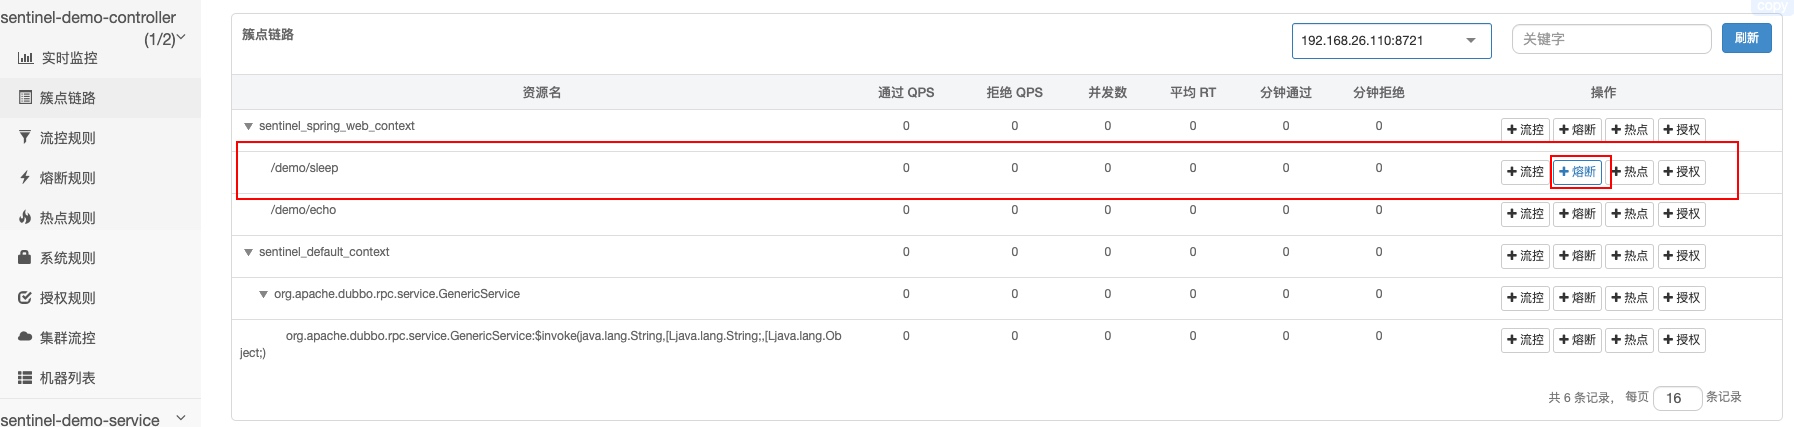 copy
sentinel-demo-controller
(1/2)
实时监控
簇点链路
流控规则
熔断规则
热点规则
系统规则
授权规则
集群流控
机器列表
sentinel-demo-service
簇点链路
192.168.26.110:8721
关键字
刷新
资源名 通过 QPS 拒绝 QPS 并发数 平均 RT 分钟通过 分钟拒绝 操作
sentinel_spring_web_context 0 0 0 0 0 0 +流控 +熔断 +热点 +授权
/demo/sleep 0 0 0 0 0 0 +流控 +熔断 +热点 +授权
/demo/echo 0 0 0 0 0 0 +流控 +熔断 +热点 +授权
sentinel_default_context 0 0 0 0 0 0 +流控 +熔断 +热点 +授权
org.apache.dubbo.rpc.service.GenericService 0 0 0 0 0 0 +流控 +熔断 +热点 +授权
org.apache.dubbo.rpc.service.GenericService:$invoke(java.lang.String,[Ljava.lang.String;,[Ljava.lang.Ob 0 0 0 0 0 0 +流控 +熔断 +热点 +授权
ject;)
共 6 条记录， 每页 16 条记录